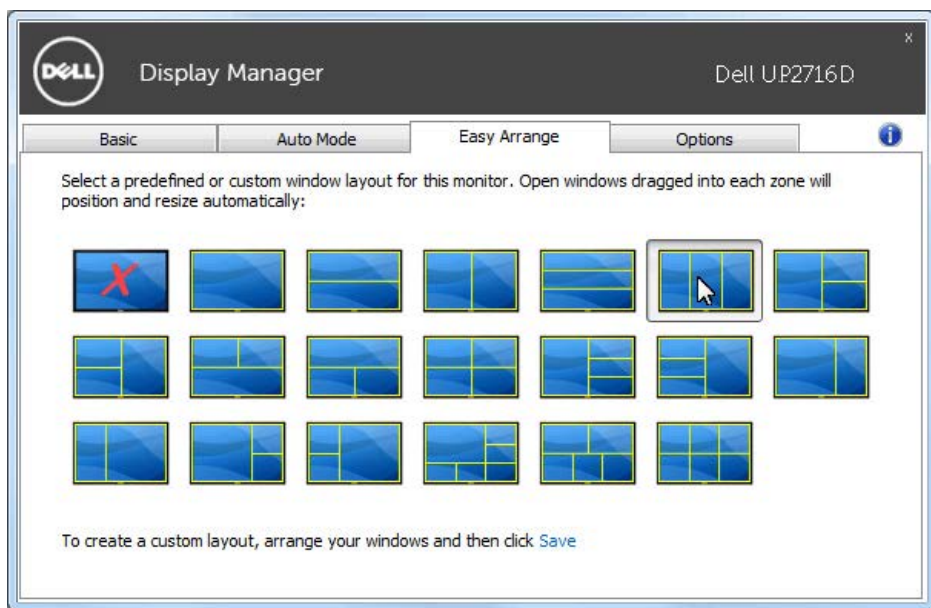 x
DELL
Display Manager
Dell UP2716D
Basic
Auto Mode
Easy Arrange
Options
i
Select a predefined or custom window layout for this monitor. Open windows dragged into each zone will
position and resize automatically:
X
To create a custom layout, arrange your windows and then click Save